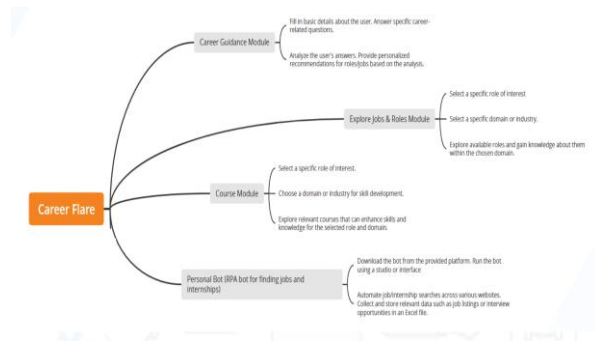 Fill in basic details about the user. Answer specific career-
related questions.
Career Guidance Module
Analyze the user's answers. Provide personalized
recommendations for roles/jobs based on the analysis.
Select a specific role of interest
Explore Jobs & Roles Module
Select a specific domain or industry.
Explore available roles and gain knowledge about them
within the chosen domain.
Select a specific role of interest.
Course Module
Choose a domain or industry for skill development.
Explore relevant courses that can enhance skills and
knowledge for the selected role and domain.
Career Flare
Download the bot from the provided platform. Run the bot
using a studio or interface
Personal Bot (RPA bot for finding jobs and
internships)
Automate job/internship searches across various websites.
Collect and store relevant data such as job listings or interview
opportunities in an Excel file.